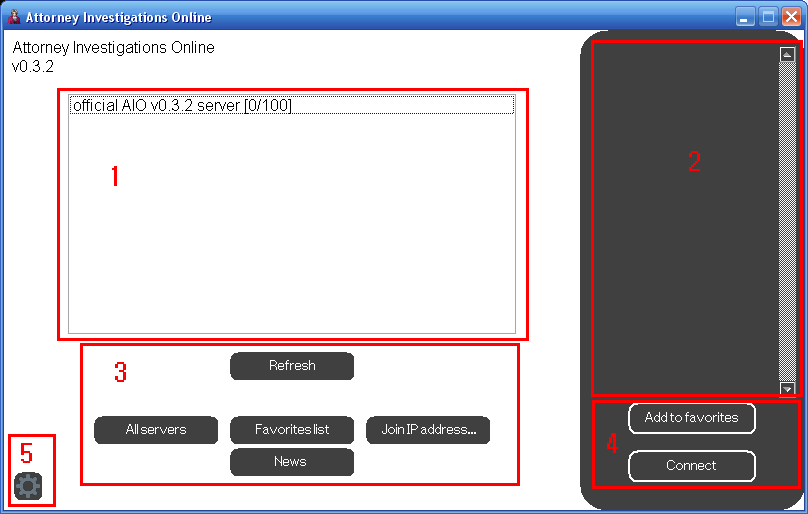 Attorney Investigations Online
Attorney Investigations Online
v0.3.2
official AIO v0.3.2 server [0/100]
1
2
3
Refresh
All servers
Favorites list
Join IP address...
News
Add to favorites
4
Connect
5